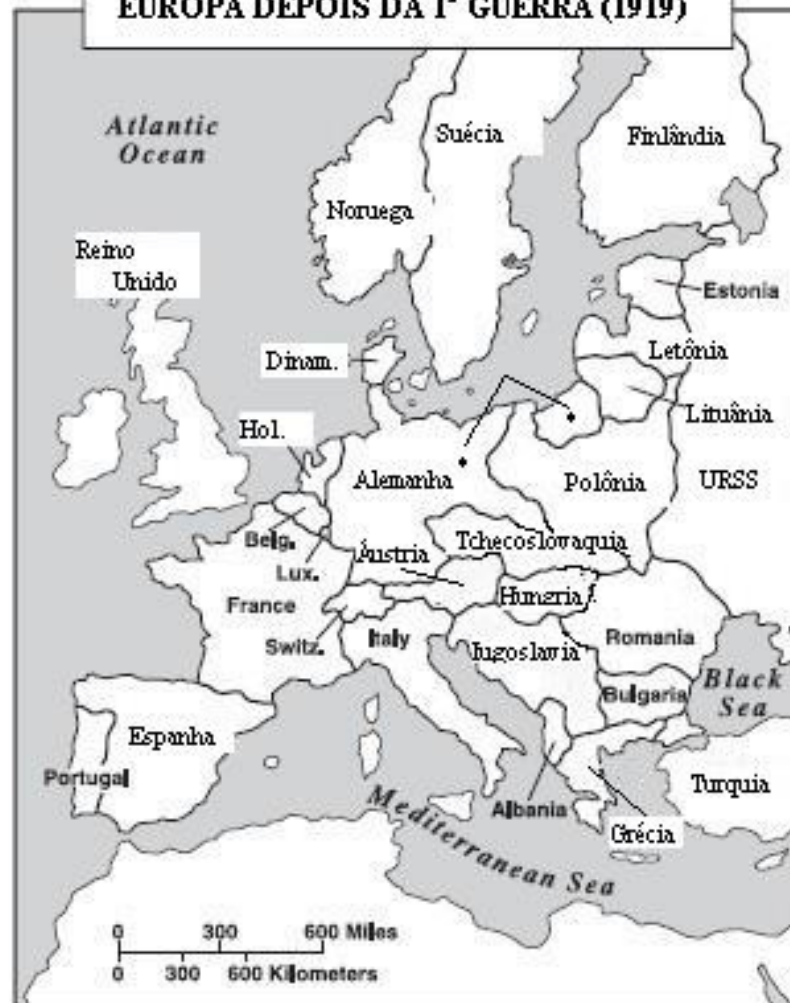 EUROPA DEPOIS DA 1ª GUERRA (1919)
Atlantic
Ocean
Suécia
Finlândia
Noruega
Reino
Unido
Estonia
Letônia
Dinam.
Lituânia
Hol.
Alemanha
Polônia
URSS
Belg.
Tchecoslovaquia
Áustria
Lux.
Hungria
France
Romania
Switz.
Italy
Iugoslavia
Bulgaria
Black
Sea
Espanha
Portugal
Turquia
Albania
Mediterranean Sea
Grécia
0 300 600 Miles
0 300 600 Kilometers